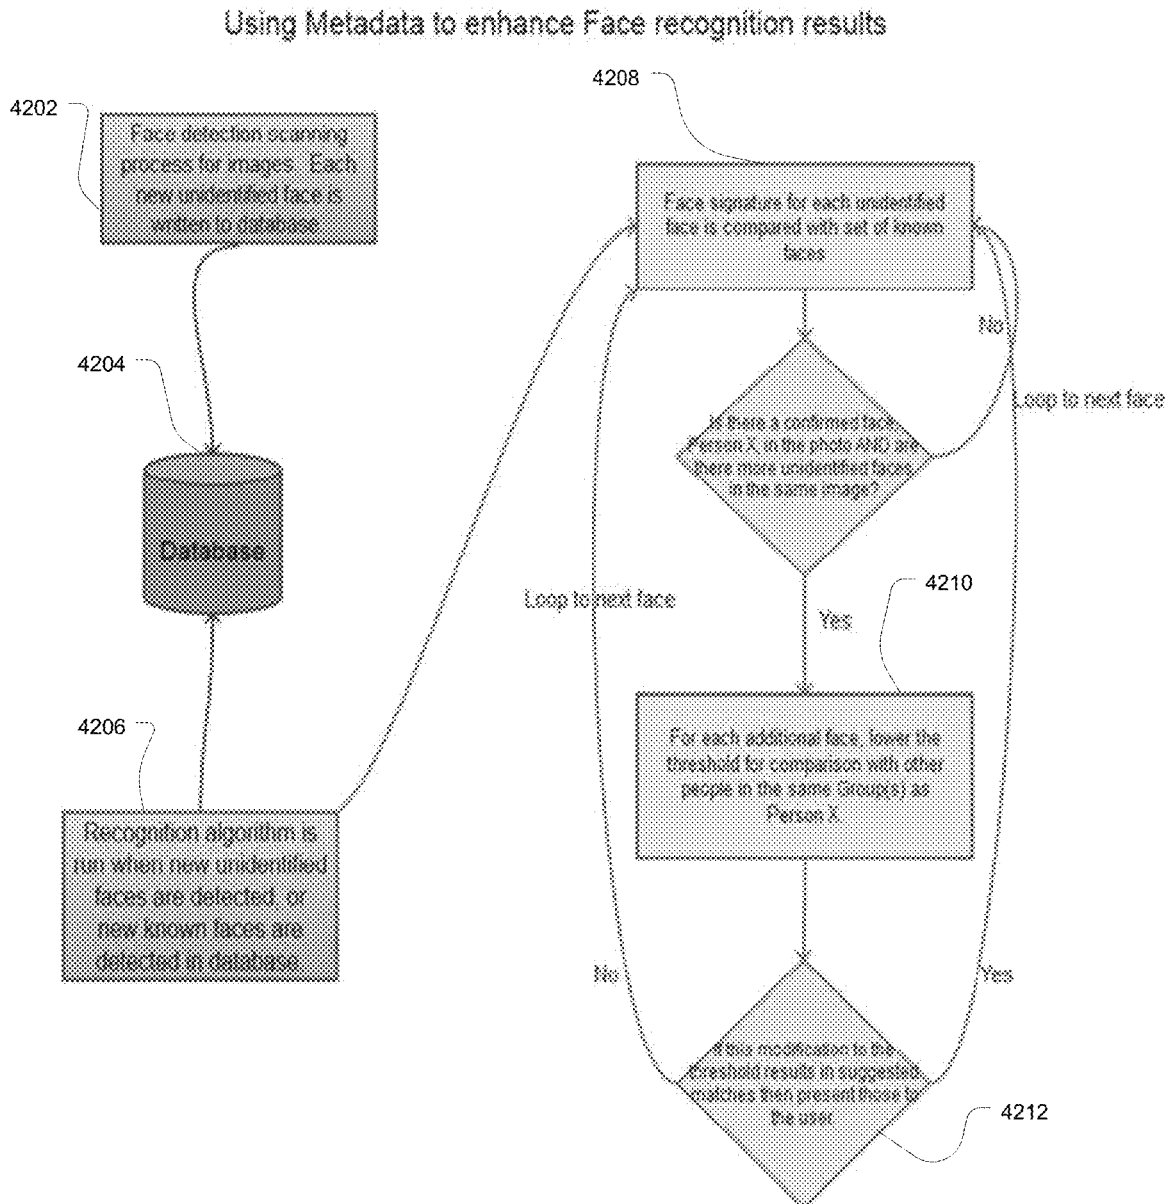 Using Metadata to enhance Face recognition results
4202
Face detection scanning
process for images. Each
new unidentified face is
written to database
4204
Database
4206
Recognition algorithm is
run when new unidentified
faces are detected, or
new known faces are
detected in database.
4208
Face signature for each unidentified
face is compared with set of known
faces
No
Loop to next face
Is there a confirmed face,
Person X, in the photo AND are
there more unidentified faces
in the same image?
Loop to next face
Yes
4210
For each additional face, lower the
threshold for comparison with other
people in the same Group(s) as
Person X
No
Yes
If this modification to the
threshold results in suggested
matches then present those to
the user
4212